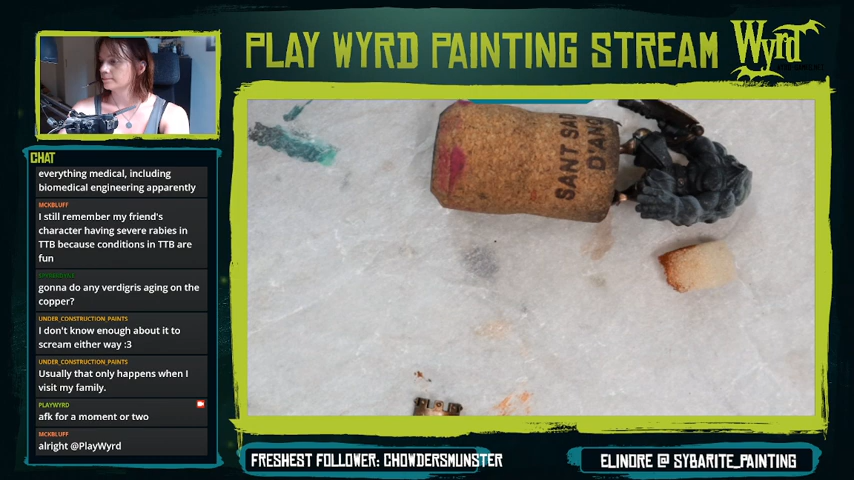 PLAY WYRD PAINTING STREAM
Wyrd
CHAT
everything medical, including
biomedical engineering apparently
MCKBLUFF
I still remember my friend's
character having severe rabies in
TTB because conditions in TTB are
fun
gonna do any verdigris aging on the
copper?
UNDER_CONSTRUCTION_PAINTS
I don't know enough about it to
scream either way :3
UNDER_CONSTRUCTION_PAINTS
Usually that only happens when I
visit my family.
PLAYWYRD
afk for a moment or two
MCKBLUFF
alright @PlayWyrd
SANT SA
D'ANO
FRESHEST FOLLOWER: CHOWDERSMUNSTER
ELINORE @ SYBARITE_PAINTING